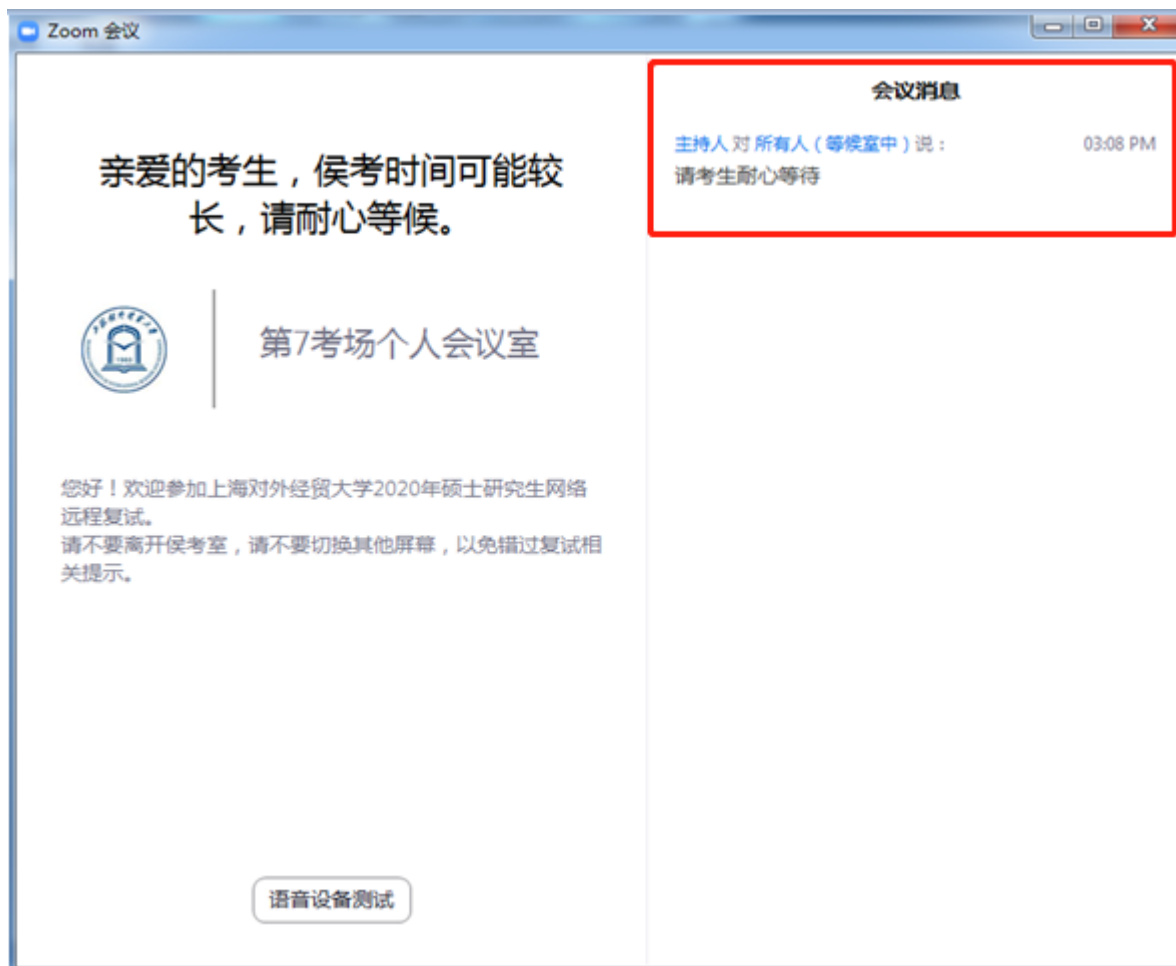 Zoom 会议
亲爱的考生，侯考时间可能较
长，请耐心等候。
第7考场个人会议室
您好！欢迎参加上海对外经贸大学2020年硕士研究生网络
远程复试。
请不要离开侯考室，请不要切换其他屏幕，以免错过复试相
关提示。
语音设备测试
会议消息
主持人 对 所有人（等候室中）说： 03:08 PM
请考生耐心等待